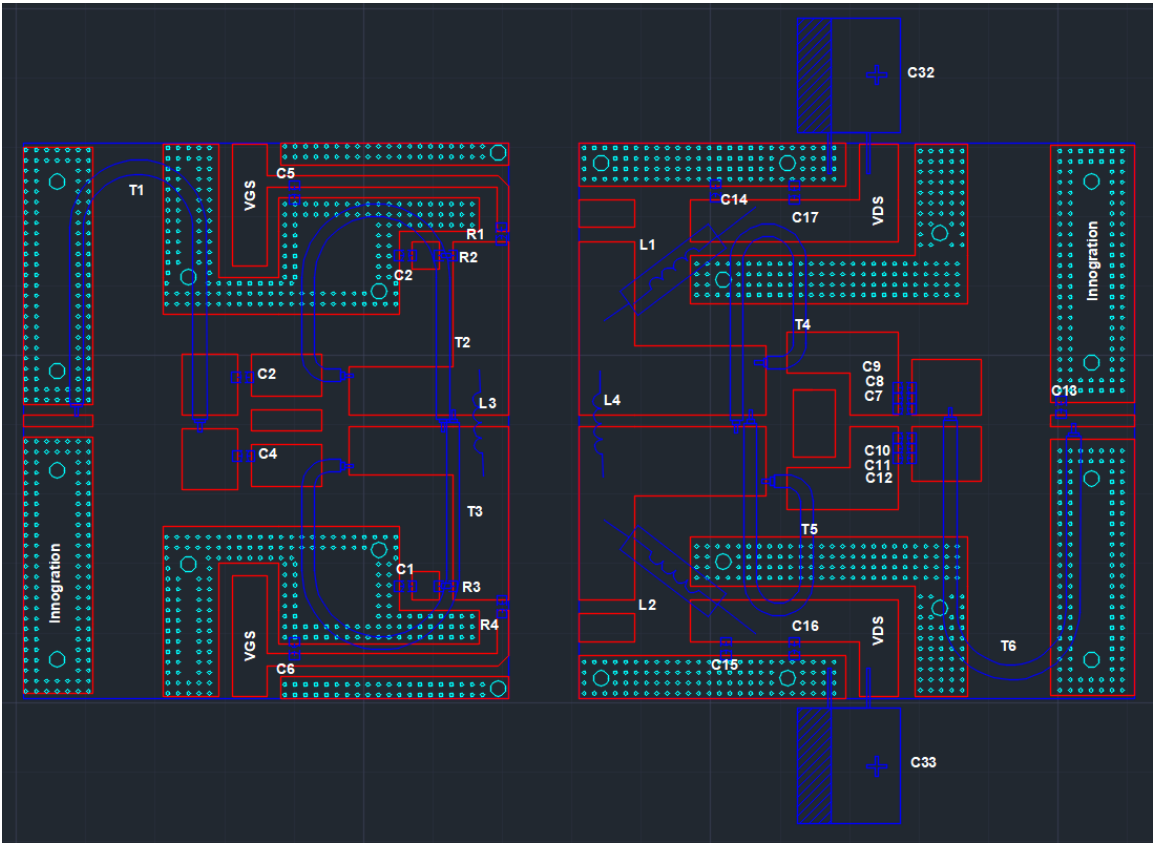 C32
T1
C5
VGS
C14
C17
VDS
Innogration
R1
L1
R2
C2
T2
T4
C9
C8
C7
C2
L3
L4
C13
C4
C10
C11
C12
T3
T5
Innogration
C1
R3
L2
R4
C16
VGS
VDS
T6
C6
C15
C33